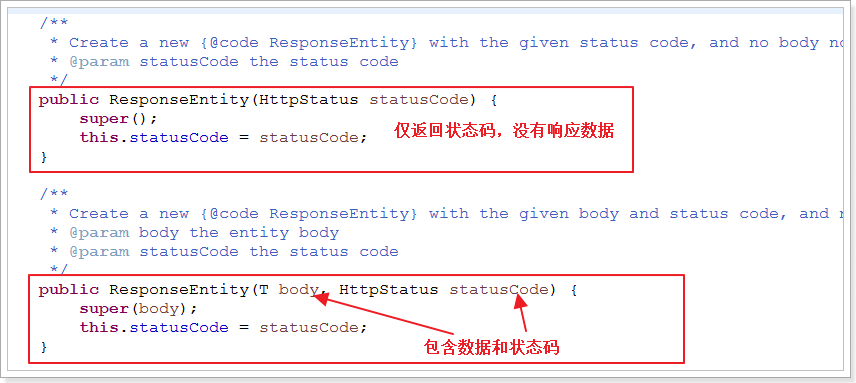 /**
* Create a new {@code ResponseEntity} with the given status code, and no body
* @param statusCode the status code
*/
public ResponseEntity(HttpStatus statusCode) {
super();
this.statusCode = statusCode;
}
仅返回状态码，没有响应数据
/**
* Create a new {@code ResponseEntity} with the given body and status code, and
* @param body the entity body
* @param statusCode the status code
*/
public ResponseEntity(T body, HttpStatus statusCode) {
super(body);
this.statusCode = statusCode;
}
包含数据和状态码